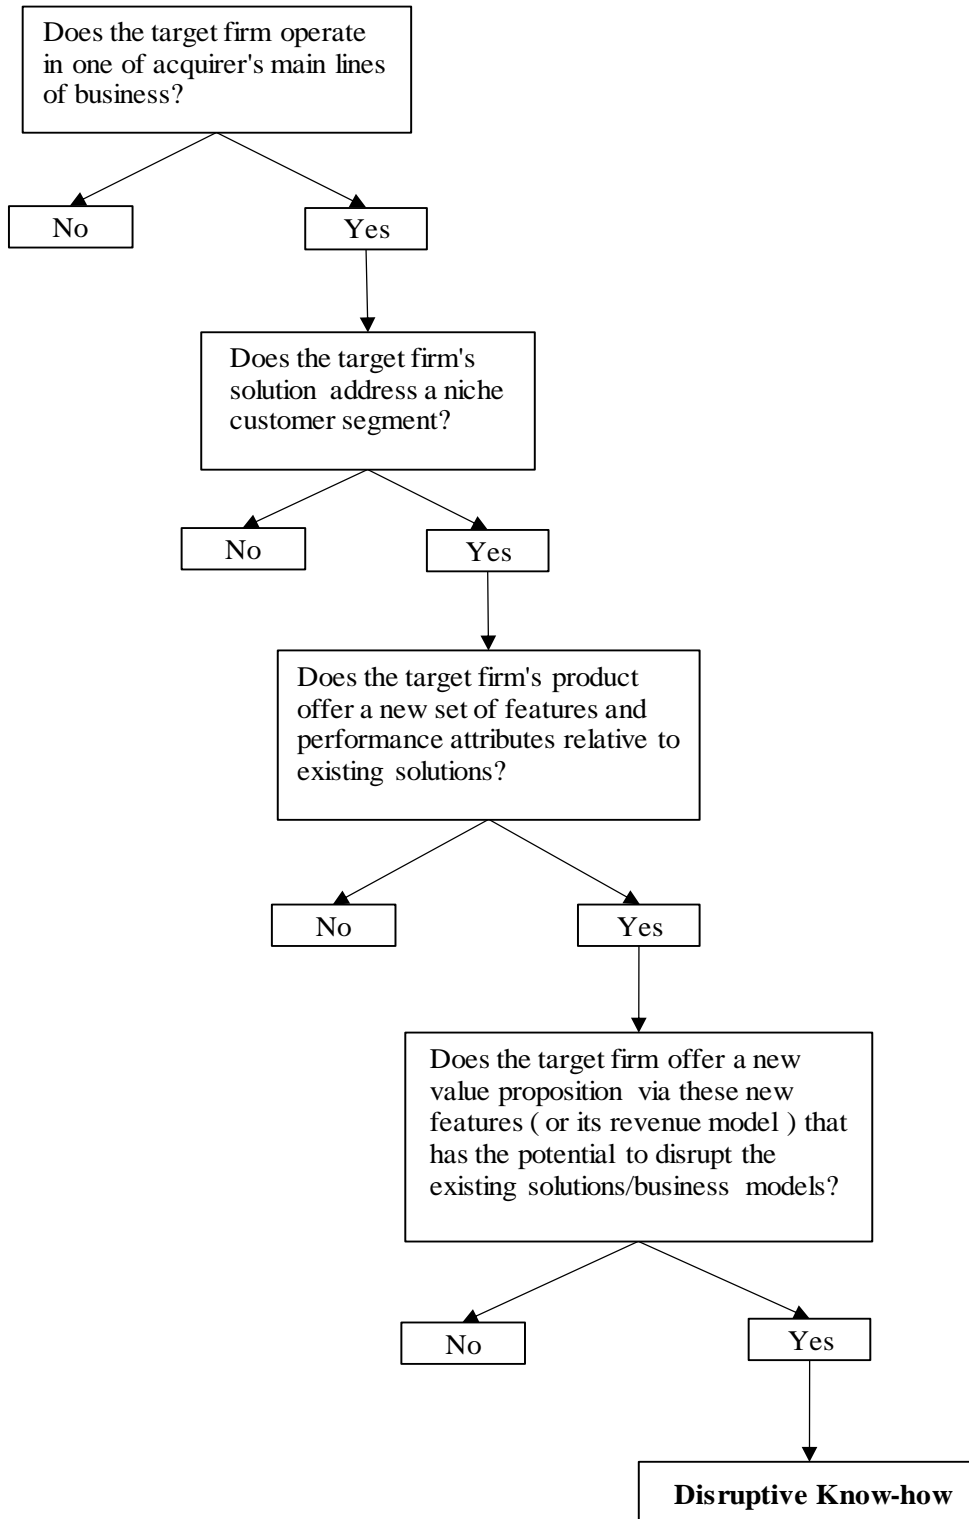 Does the target firm operate
in one of acquirer's main lines
of business?
No
Yes
Does the target firm's
solution address a niche
customer segment?
No
Yes
Does the target firm's product
offer a new set of features and
performance attributes relative to
existing solutions?
No
Yes
Does the target firm offer a new
value proposition via these new
features ( or its revenue model ) that
has the potential to disrupt the
existing solutions/business models?
No
Yes
Disruptive Know-how